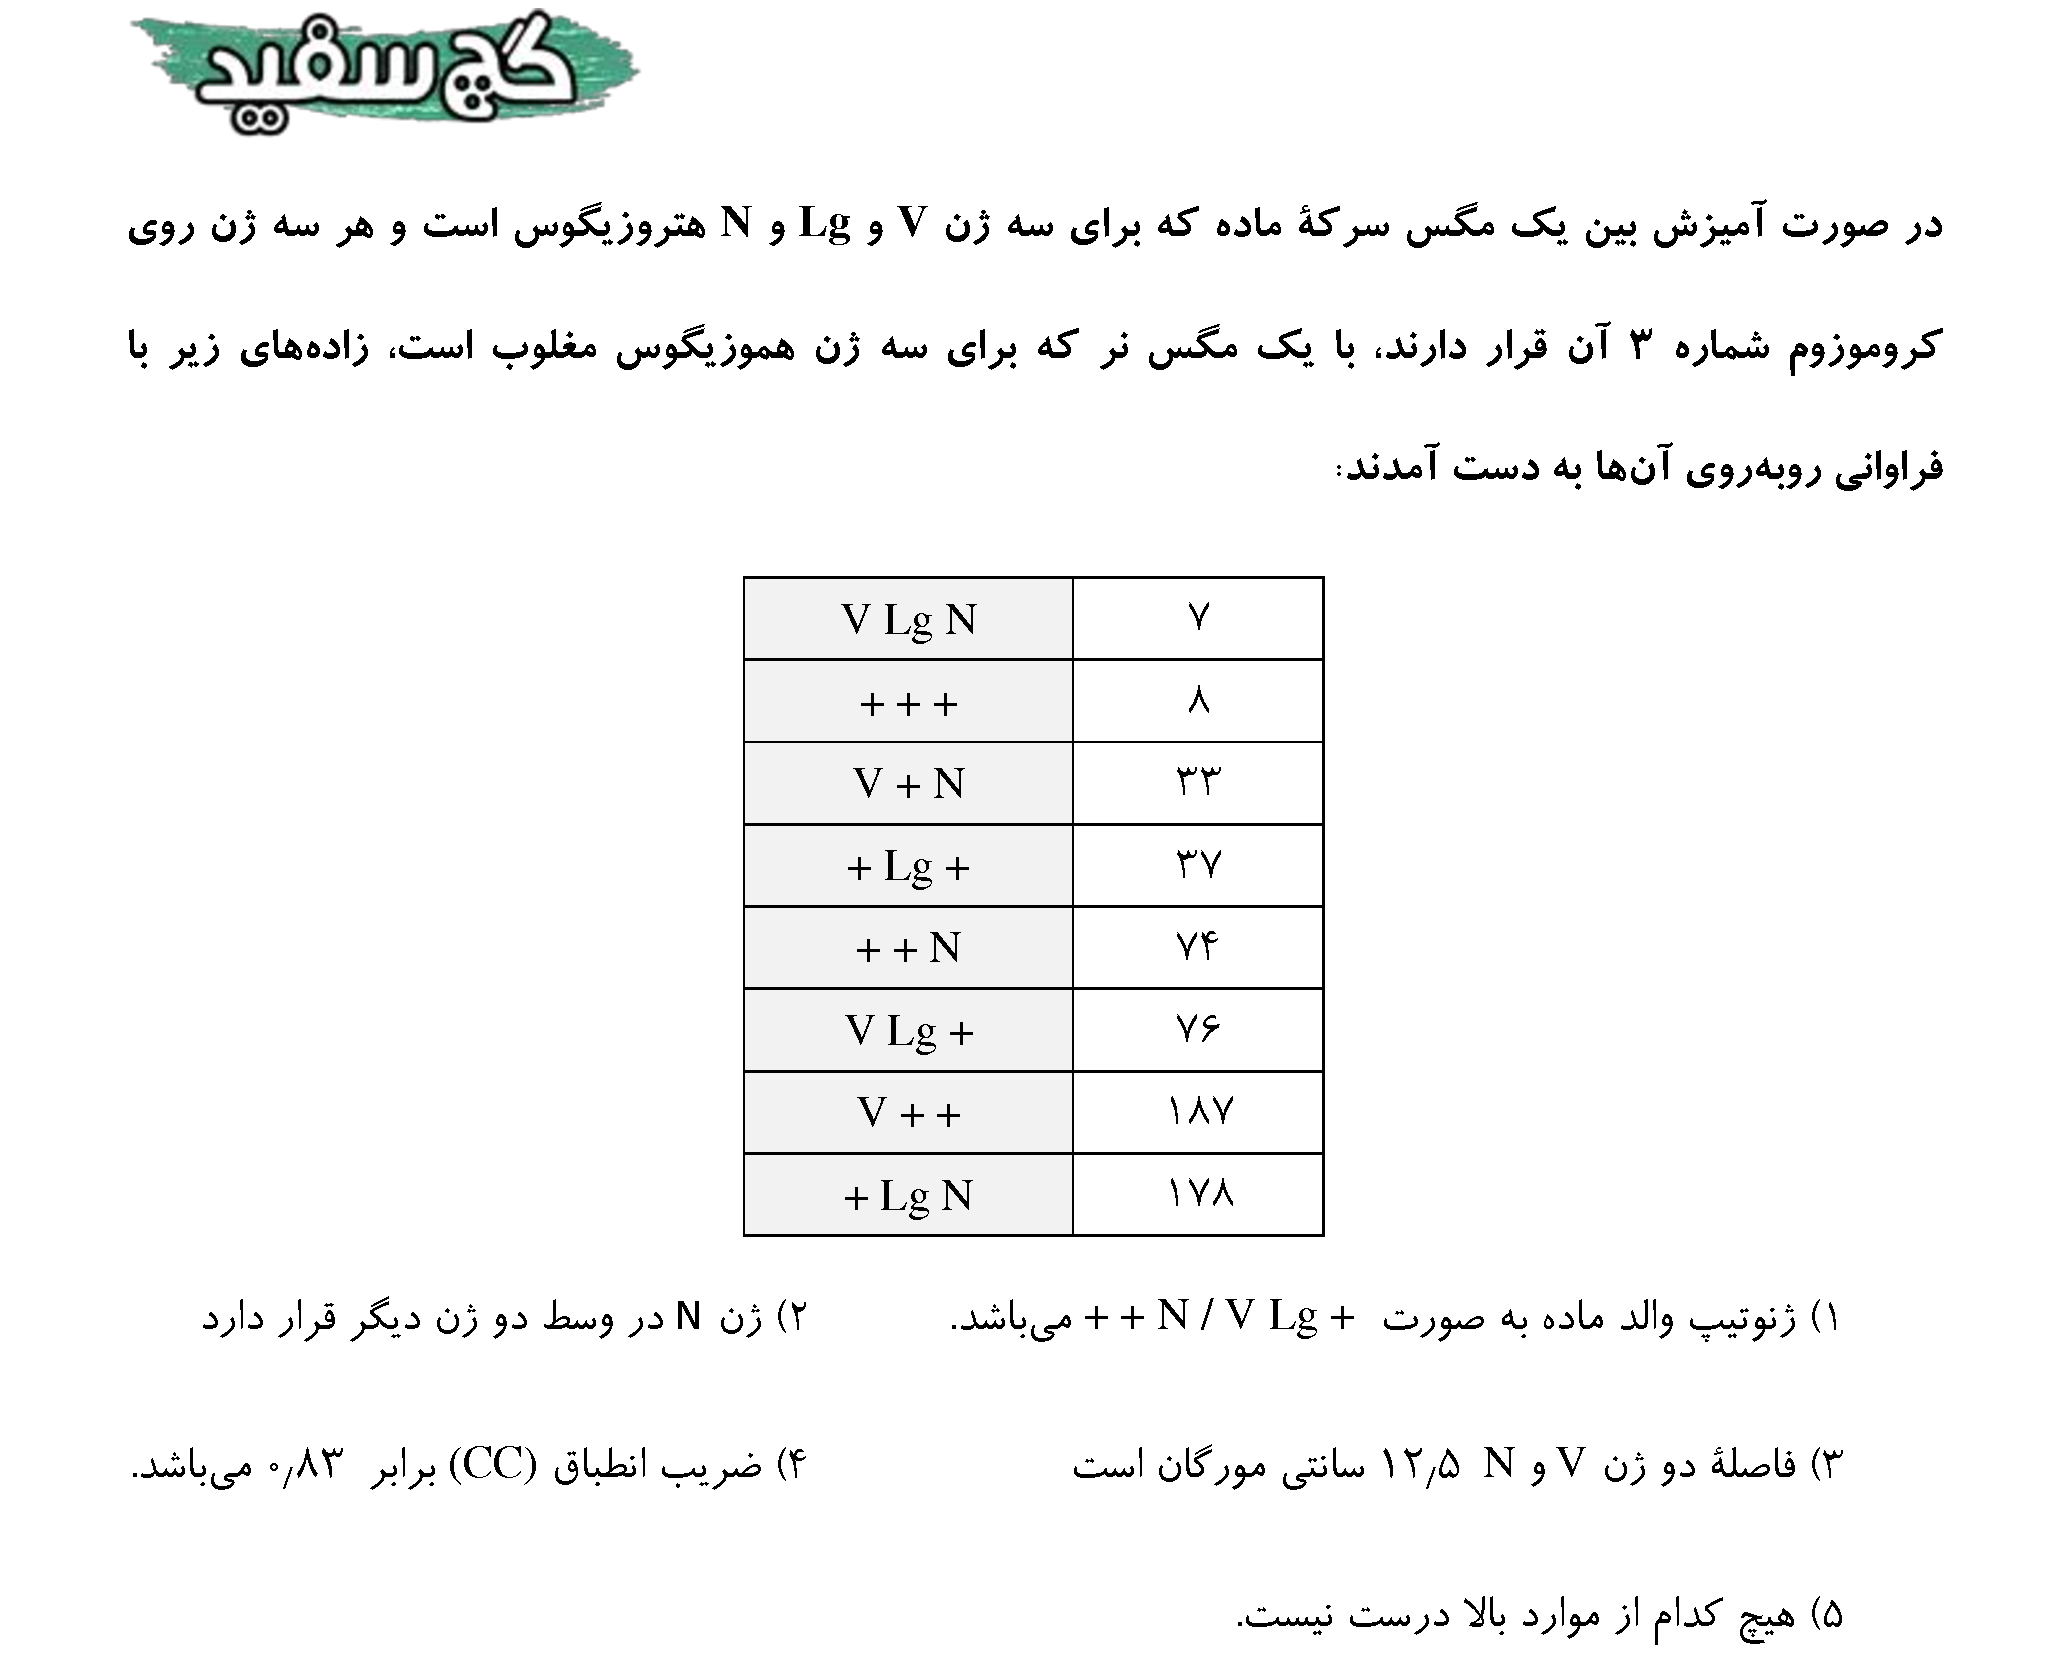 گچ سفید
در صورت آمیزش بین یک مگس سرکهٔ ماده که برای سه ژن V و Lg و N هتروزیگوس است و هر سه ژن روی
کروموزوم شماره ۳ آن قرار دارند، با یک مگس نر که برای سه ژن هموزیگوس مغلوب است، زاده‌های زیر با
فراوانی روبه‌روی آن‌ها به دست آمدند:
V Lg N ۷
+ + + ۸
V + N ۳۳
+ Lg + ۳۷
+ + N ۷۴
V Lg + ۷۶
V + + ۱۸۷
+ Lg N ۱۷۸
۱) ژنوتیپ والد ماده به صورت + + N / V Lg + می‌باشد. ۲) ژن N در وسط دو ژن دیگر قرار دارد
۳) فاصلهٔ دو ژن V و N ۱۲٫۵ سانتی مورگان است ۴) ضریب انطباق (CC) برابر ۰٫۸۳ می‌باشد.
۵) هیچ کدام از موارد بالا درست نیست.